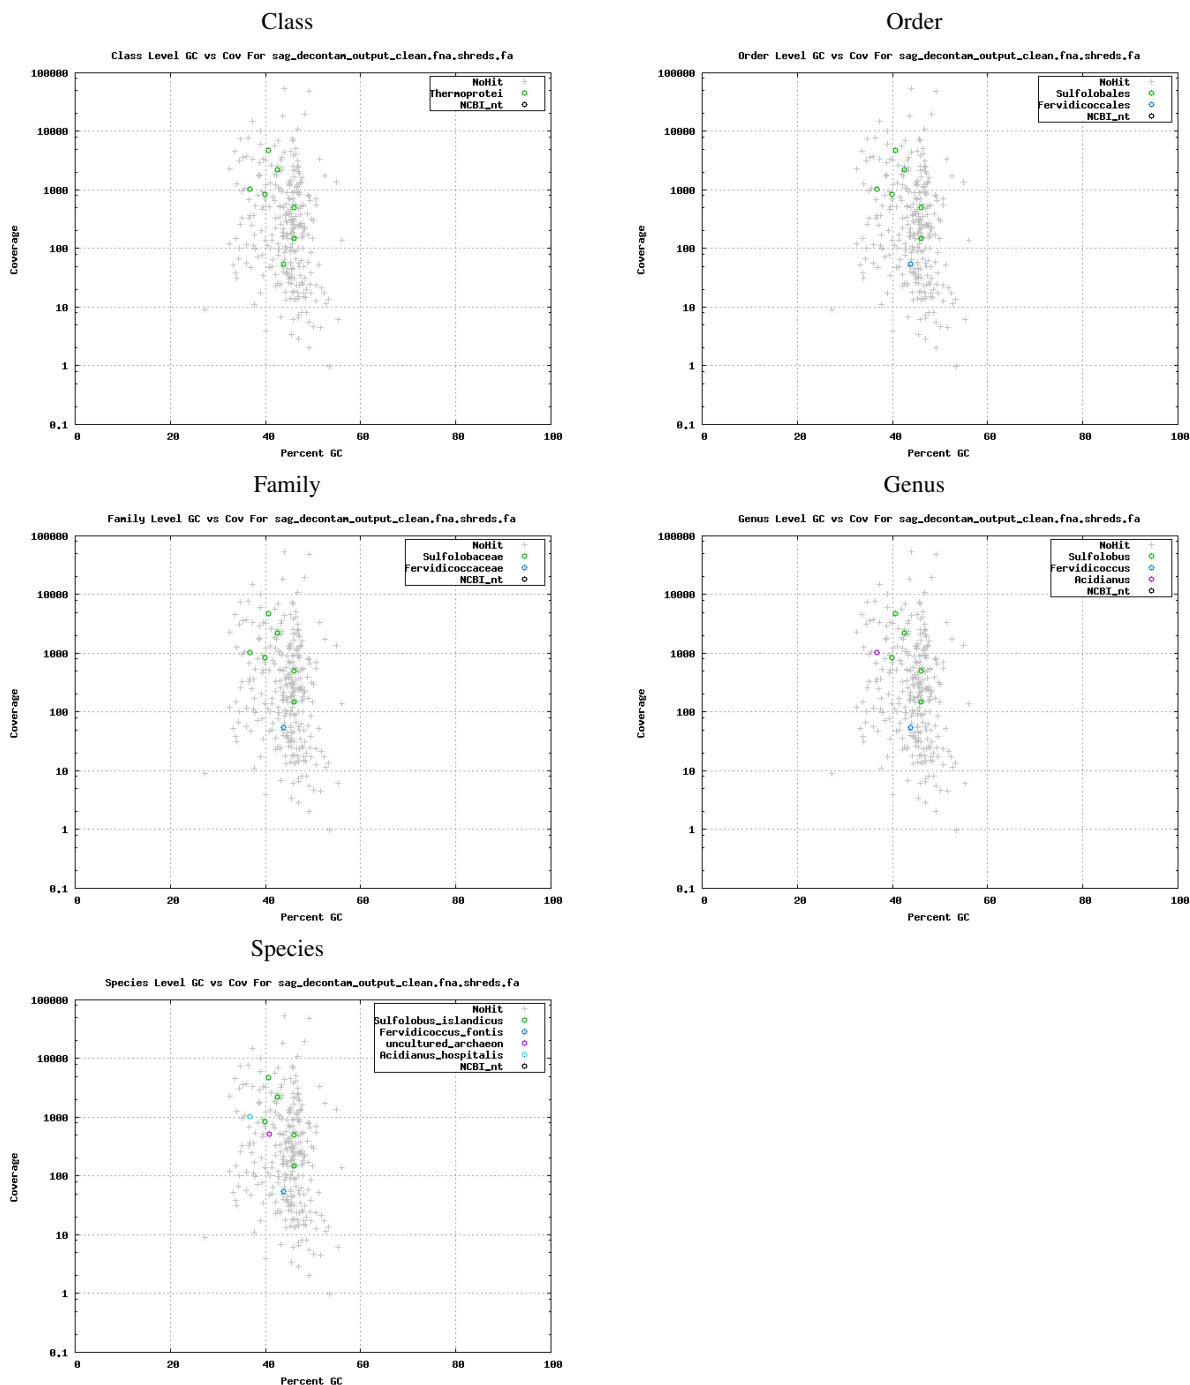 Class
Order
Class Level GC vs Cov For sag_decontam_output_clean.fna.shreds.fa
NoHit
Thermoprotei
NCBI_nt
100000
10000
1000
100
10
1
0.1
Coverage
0
20
40
60
80
100
Percent GC
Order Level GC vs Cov For sag_decontam_output_clean.fna.shreds.fa
NoHit
Sulfolobales
Fervidicoccales
NCBI_nt
100000
10000
1000
100
10
1
0.1
Coverage
0
20
40
60
80
100
Percent GC
Family
Genus
Family Level GC vs Cov For sag_decontam_output_clean.fna.shreds.fa
NoHit
Sulfolobaceae
Fervidicoccaceae
NCBI_nt
100000
10000
1000
100
10
1
0.1
Coverage
0
20
40
60
80
100
Percent GC
Genus Level GC vs Cov For sag_decontam_output_clean.fna.shreds.fa
NoHit
Sulfolobus
Fervidicoccus
Acidianus
NCBI_nt
100000
10000
1000
100
10
1
0.1
Coverage
0
20
40
60
80
100
Percent GC
Species
Species Level GC vs Cov For sag_decontam_output_clean.fna.shreds.fa
NoHit
Sulfolobus_islandicus
Fervidicoccus_fontis
uncultured_archaeon
Acidianus_hospitalis
NCBI_nt
100000
10000
1000
100
10
1
0.1
Coverage
0
20
40
60
80
100
Percent GC